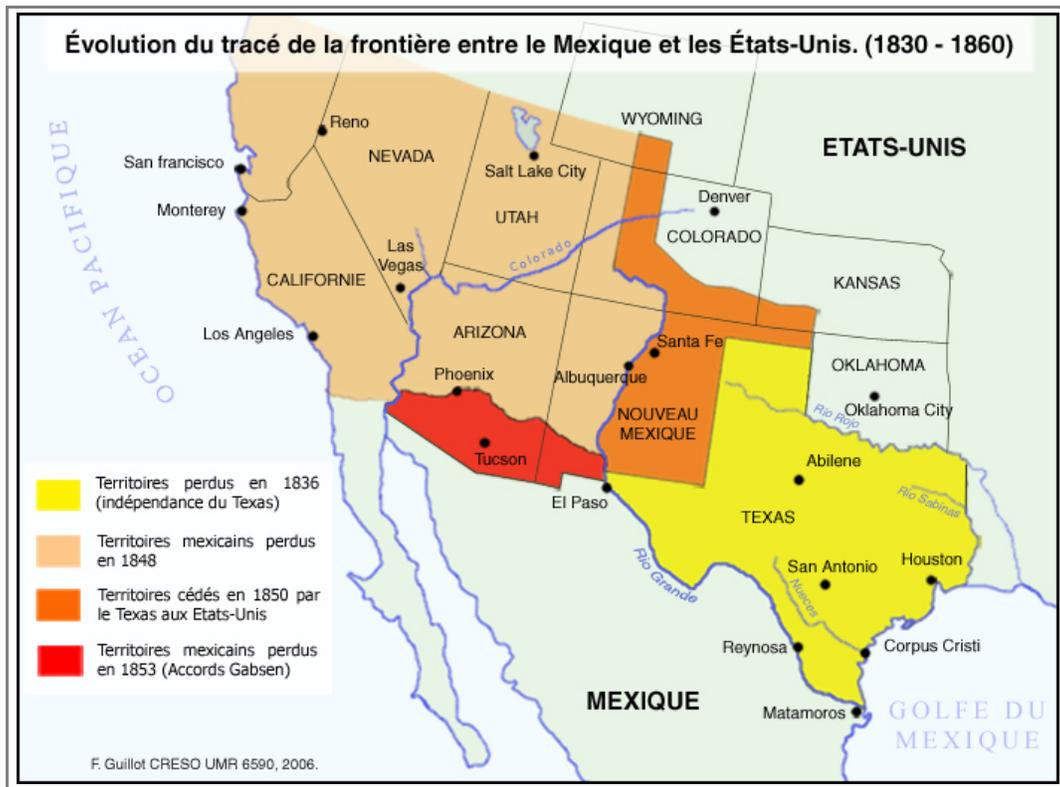 Évolution du tracé de la frontière entre le Mexique et les États-Unis. (1830 - 1860)
WYOMING
ETATS-UNIS
OCEAN PACIFIQUE
Reno
San francisco
NEVADA
Salt Lake City
Monterey
UTAH
Denver
COLORADO
Las
Vegas
Colorado
CALIFORNIE
KANSAS
Los Angeles
ARIZONA
Santa Fe
Phoenix
Albuquerque
OKLAHOMA
NOUVEAU
MEXIQUE
Rio Rojo
Oklahoma City
Tucson
Abilene
El Paso
Rio Sabinas
TEXAS
Territoires perdus en 1836
(indépendance du Texas)
Territoires mexicains perdus
en 1848
Territoires cédés en 1850 par
le Texas aux Etats-Unis
Territoires mexicains perdus
en 1853 (Accords Gabsen)
Rio Grande
San Antonio
Houston
Nueces
Reynosa
Corpus Cristi
MEXIQUE
Matamoros
GOLFE DU
MEXIQUE
F. Guillot CRESO UMR 6590, 2006.